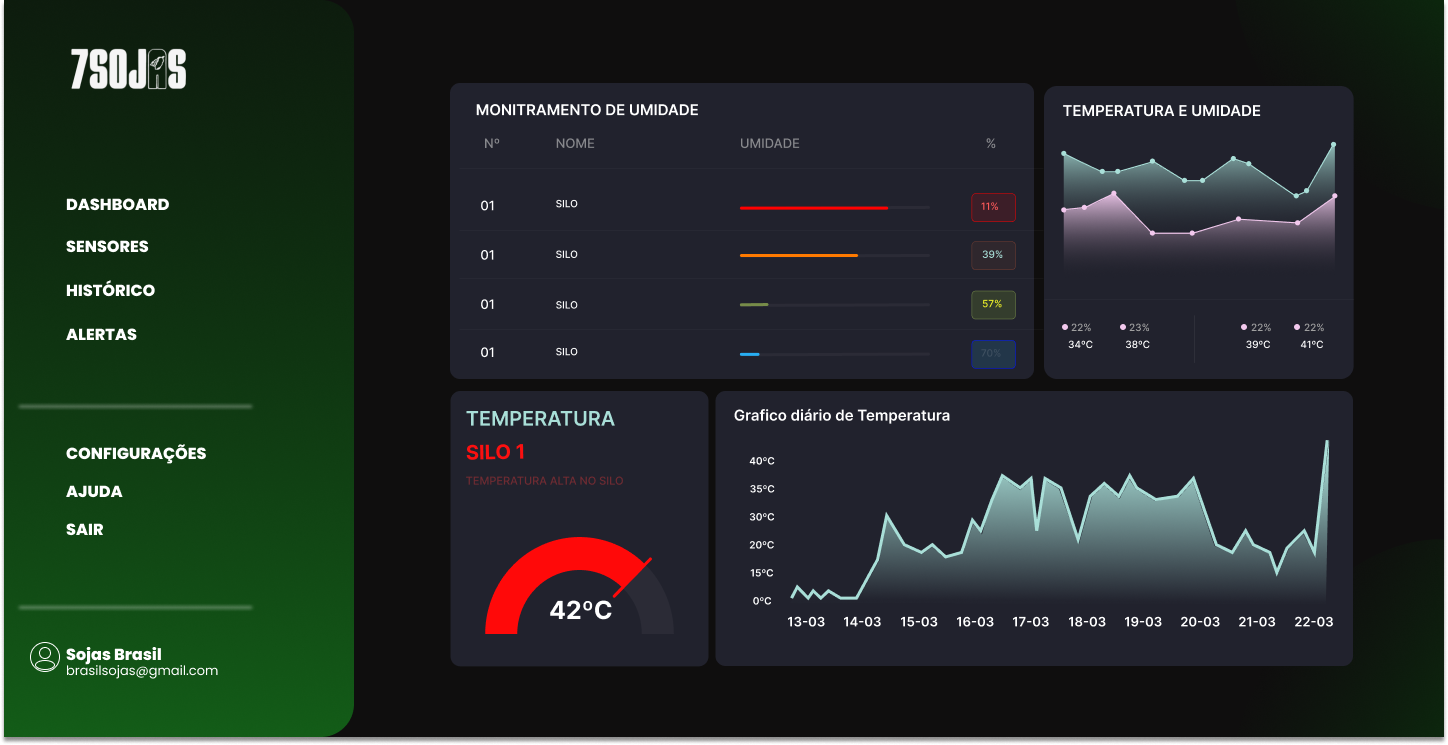 7SOJAS
DASHBOARD
SENSORES
HISTÓRICO
ALERTAS
CONFIGURAÇÕES
AJUDA
SAIR
Sojas Brasil
brasilsojas@gmail.com
MONITRAMENTO DE UMIDADE
Nº NOME UMIDADE %
01 SILO 11%
01 SILO 39%
01 SILO 57%
01 SILO 70%
TEMPERATURA E UMIDADE
22% 23% 22% 22%
34ºC 38ºC 39ºC 41ºC
TEMPERATURA
SILO 1
TEMPERATURA ALTA NO SILO
42ºC
Grafico diário de Temperatura
40ºC
35ºC
30ºC
20ºC
15ºC
0ºC
13-03 14-03 15-03 16-03 17-03 18-03 19-03 20-03 21-03 22-03